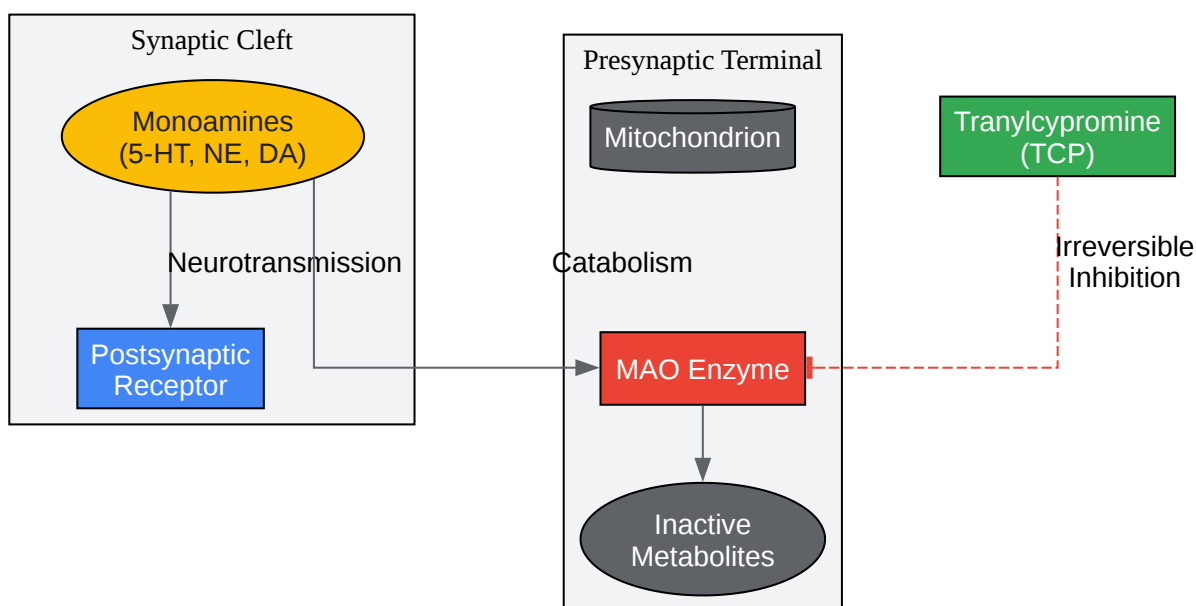 Synaptic Cleft
Monoamines
(5-HT, NE, DA)
Neurotransmission
Postsynaptic
Receptor
Presynaptic Terminal
Mitochondrion
Catabolism
MAO Enzyme
Inactive
Metabolites
Tranylcypromine
(TCP)
Irreversible
Inhibition